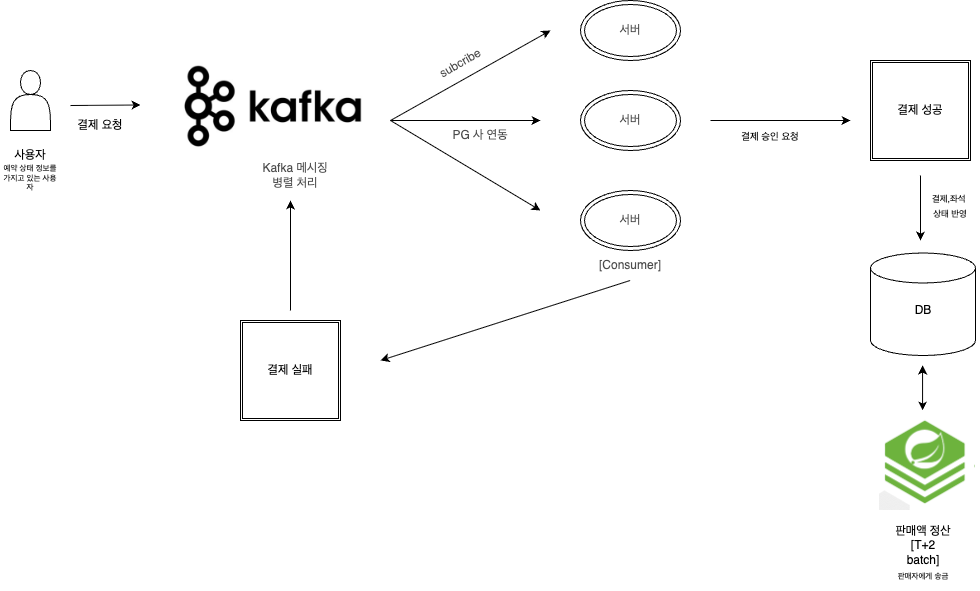 사용자
예약 상태 정보를
가지고 있는 사용
자
결제 요청
kafka
Kafka 메시징
병렬 처리
subcribe
PG 사 연동
서버
서버
서버
[Consumer]
결제 실패
결제 승인 요청
결제 성공
결제,좌석
상태 반영
DB
판매액 정산
[T+2
batch]
판매자에게 송금